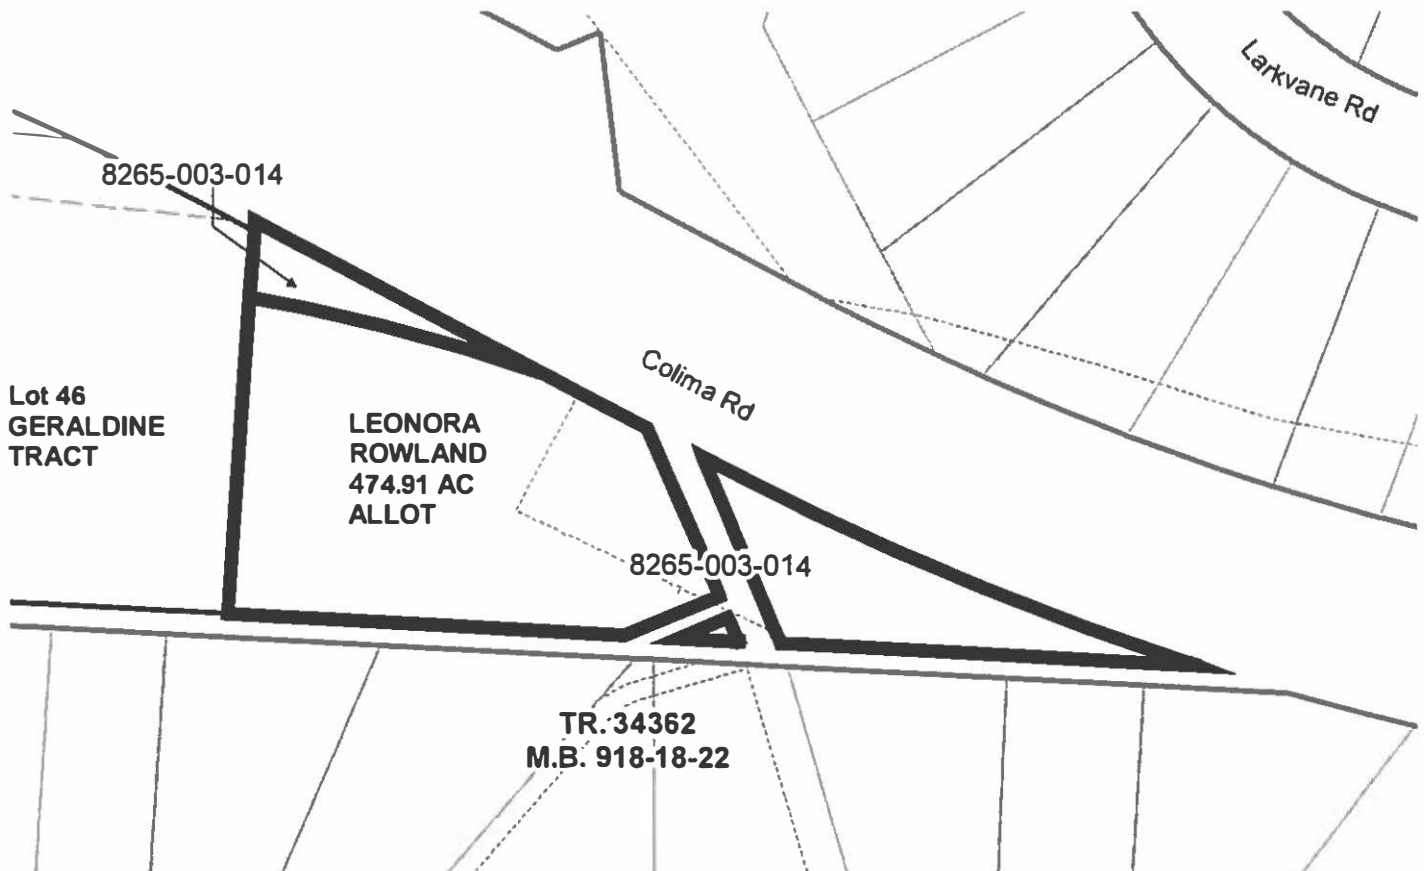 Larkvane Rd
8265-003-014
Colima Rd
Lot 46
GERALDINE
TRACT
LEONORA
ROWLAND
474.91 AC
ALLOT
8265-003-014
TR. 34362
M.B. 918-18-22